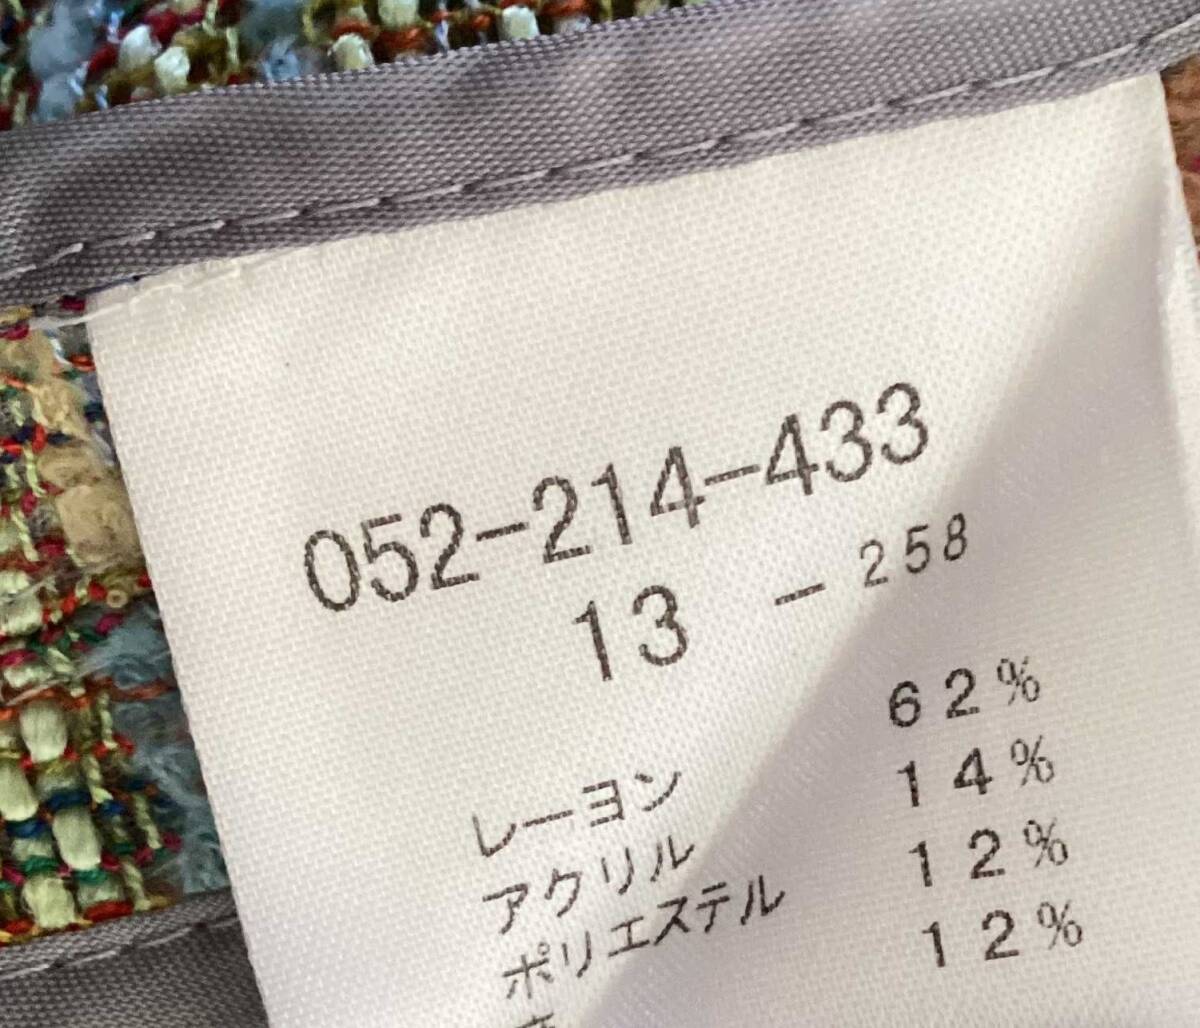 052-214-433
13 -258
レーヨン 62%
アクリル 14%
ポリエステル 12%
12%